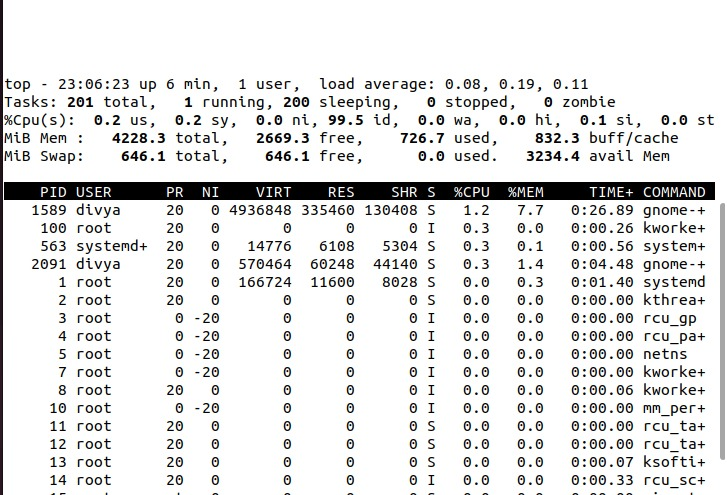 top - 23:06:23 up 6 min,  1 user,  load average: 0.08, 0.19, 0.11
Tasks: 201 total,   1 running, 200 sleeping,   0 stopped,   0 zombie
%Cpu(s):  0.2 us,  0.2 sy,  0.0 ni, 99.5 id,  0.0 wa,  0.0 hi,  0.1 si,  0.0 st
MiB Mem :   4228.3 total,   2669.3 free,    726.7 used,    832.3 buff/cache
MiB Swap:    646.1 total,    646.1 free,      0.0 used.   3234.4 avail Mem
PID USER      PR  NI    VIRT    RES    SHR S  %CPU  %MEM     TIME+ COMMAND
1589 divya     20   0 4936848 335460 130408 S   1.2   7.7   0:26.89 gnome-+
100 root      20   0       0      0      0 I   0.3   0.0   0:00.26 kworke+
563 systemd+  20   0   14776   6108   5304 S   0.3   0.1   0:00.56 system+
2091 divya     20   0  570464  60248  44140 S   0.3   1.4   0:04.48 gnome-+
1 root      20   0  166724  11600   8028 S   0.0   0.3   0:01.40 systemd
2 root      20   0       0      0      0 S   0.0   0.0   0:00.00 kthrea+
3 root       0 -20       0      0      0 I   0.0   0.0   0:00.00 rcu_gp
4 root       0 -20       0      0      0 I   0.0   0.0   0:00.00 rcu_pa+
5 root       0 -20       0      0      0 I   0.0   0.0   0:00.00 netns
7 root       0 -20       0      0      0 I   0.0   0.0   0:00.00 kworke+
8 root      20   0       0      0      0 I   0.0   0.0   0:00.06 kworke+
10 root       0 -20       0      0      0 I   0.0   0.0   0:00.00 mm_per+
11 root      20   0       0      0      0 S   0.0   0.0   0:00.00 rcu_ta+
12 root      20   0       0      0      0 S   0.0   0.0   0:00.00 rcu_ta+
13 root      20   0       0      0      0 S   0.0   0.0   0:00.07 ksofti+
14 root      20   0       0      0      0 I   0.0   0.0   0:00.33 rcu_sc+